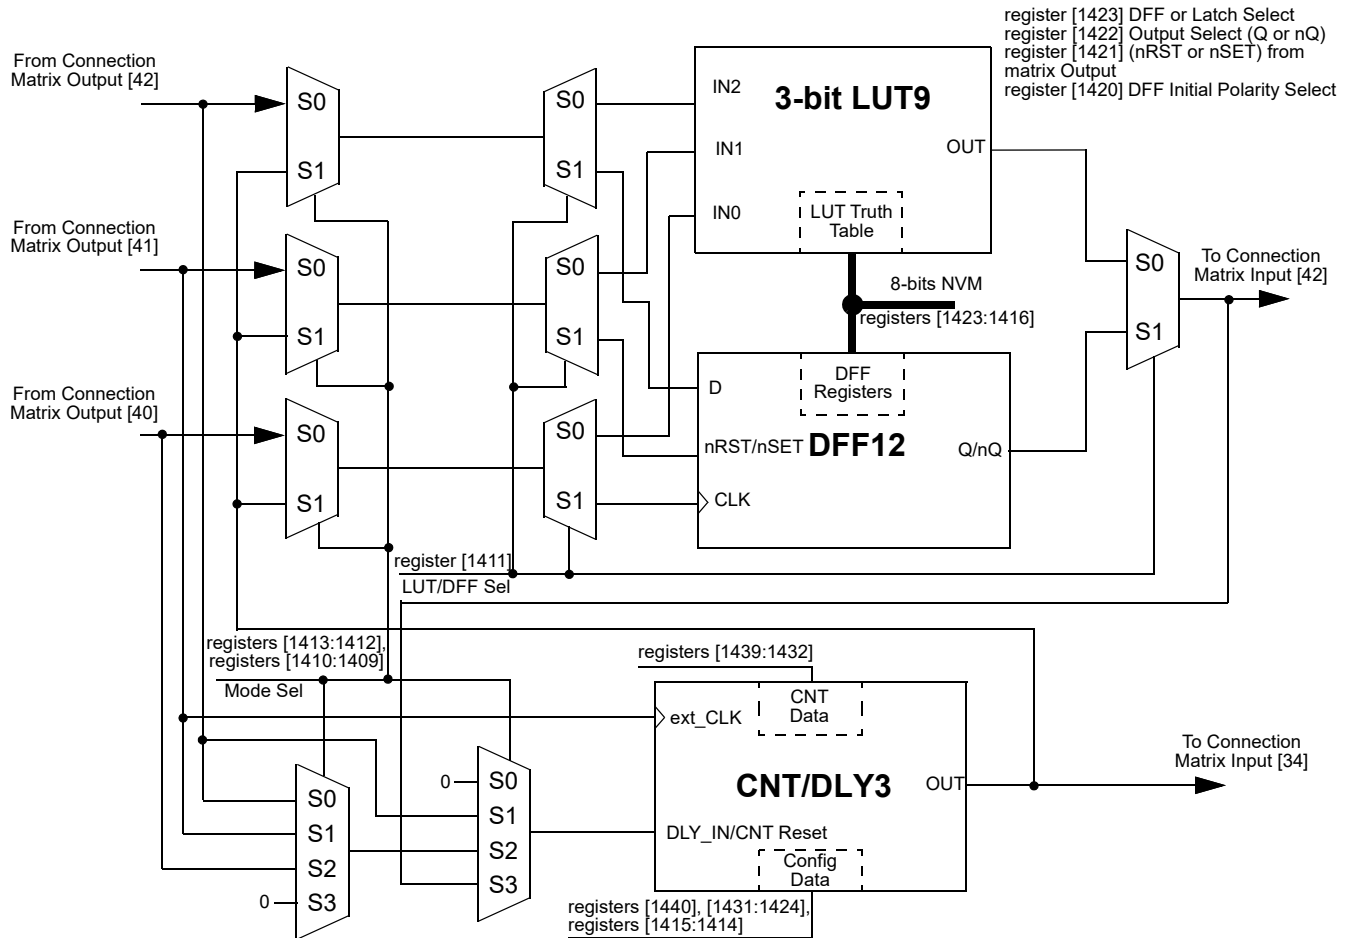 register [1423] DFF or Latch Select
register [1422] Output Select (Q or nQ)
register [1421] (nRST or nSET) from
matrix Output
register [1420] DFF Initial Polarity Select
From Connection
Matrix Output [42]
S0
S1
S0
S1
IN2
IN1
IN0
3-bit LUT9
OUT
LUT Truth
Table
From Connection
Matrix Output [41]
S0
S1
S0
S1
8-bits NVM
registers [1423:1416]
S0
S1
To Connection
Matrix Input [42]
From Connection
Matrix Output [40]
S0
S1
S0
S1
D
nRST/nSET
CLK
DFF
Registers
DFF12
Q/nQ
register [1411]
LUT/DFF Sel
registers [1413:1412],
registers [1410:1409]
Mode Sel
registers [1439:1432]
CNT
Data
ext_CLK
CNT/DLY3
OUT
DLY_IN/CNT Reset
Config
Data
To Connection
Matrix Input [34]
S0
S1
S2
S3
0
0
S0
S1
S2
S3
registers [1440], [1431:1424],
registers [1415:1414]